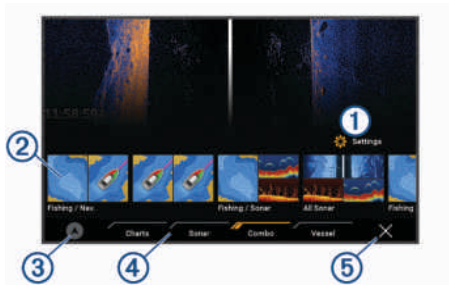 1
11:58:59
Settings
2
Fishing / Nav
Fishing / Sonar
All Sonar
Fishing
Charts
Sonar
Combo
Vessel
3
4
5